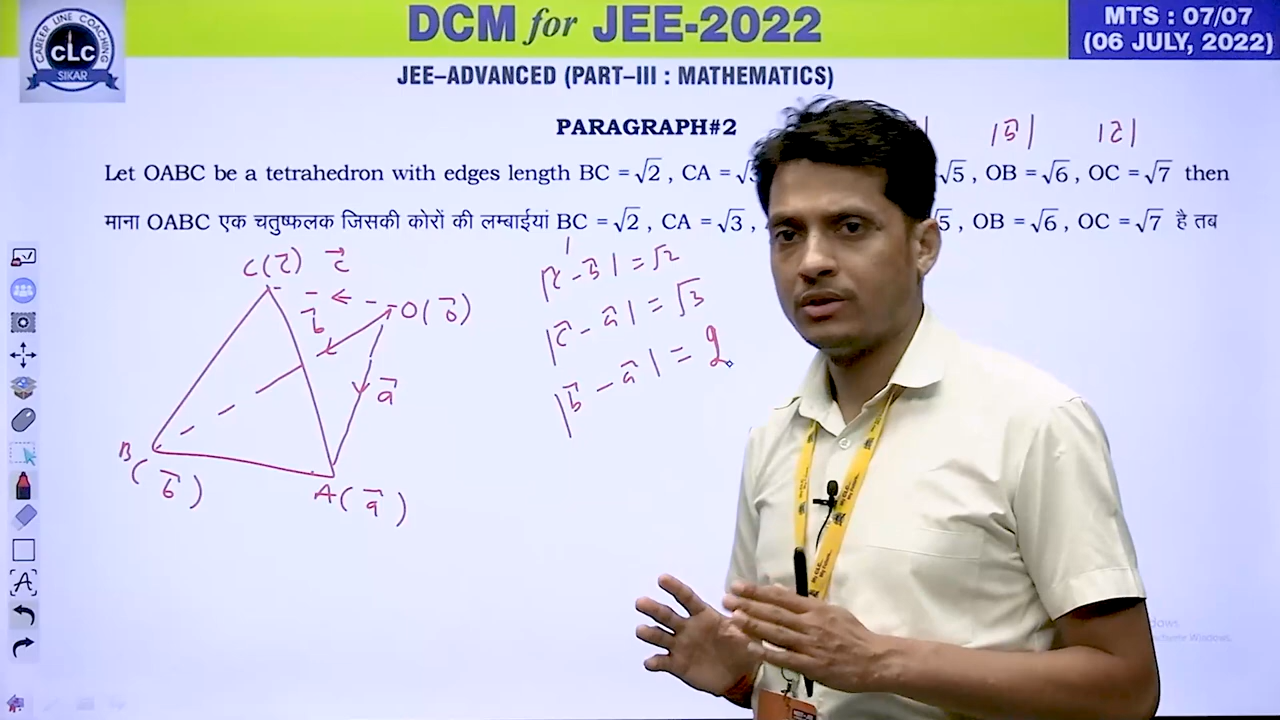 DCM for JEE-2022
MTS : 07/07
(06 JULY, 2022)
CAREER LINE COACHING
CLC
SIKAR
JEE–ADVANCED (PART–III : MATHEMATICS)
PARAGRAPH#2
|b⃗| |c⃗|
Let OABC be a tetrahedron with edges length BC = √2 , CA = √5 , OB = √6 , OC = √7 then
माना OABC एक चतुष्फलक जिसकी कोरों की लम्बाईयां BC = √2 , CA = √3 , 5 , OB = √6 , OC = √7 है तब
C(c⃗) c⃗
b⃗ O(o⃗)
a⃗
B(b⃗)
A(a⃗)
|c⃗ - b⃗| = √2
|c⃗ - a⃗| = √3
|b⃗ - a⃗| = 2